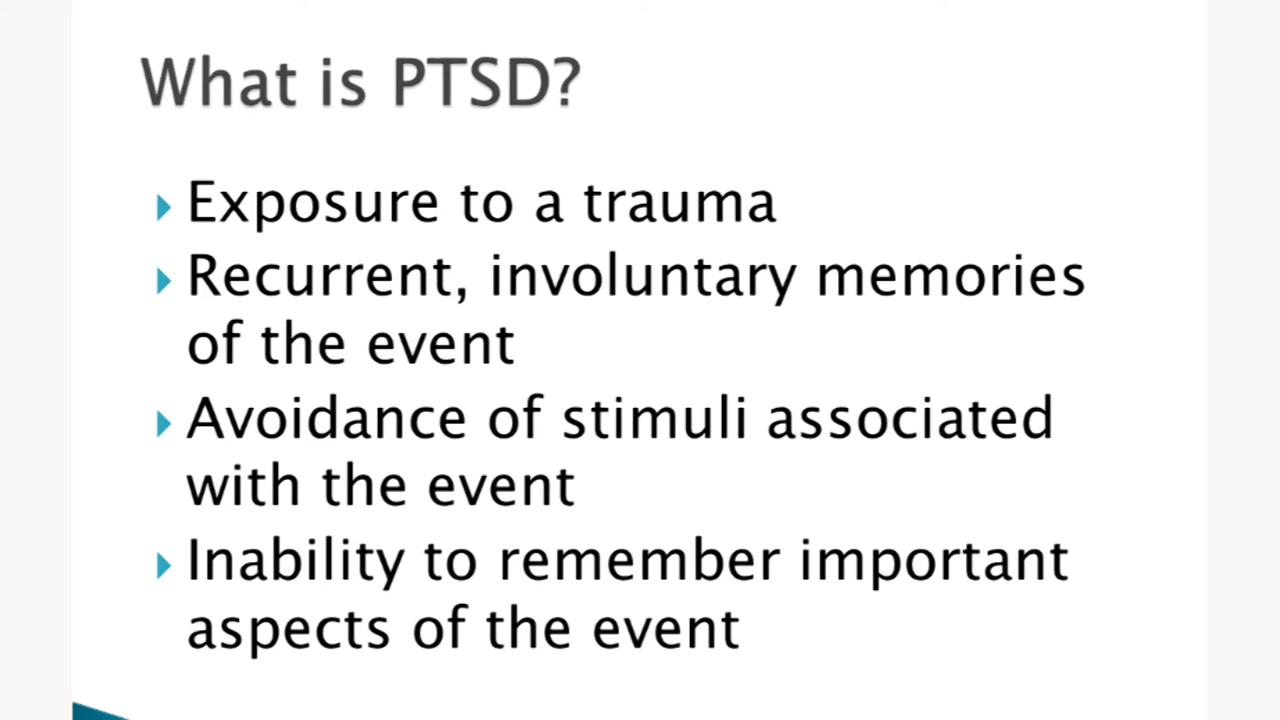 What is PTSD?
Exposure to a trauma
Recurrent, involuntary memories
of the event
Avoidance of stimuli associated
with the event
Inability to remember important
aspects of the event